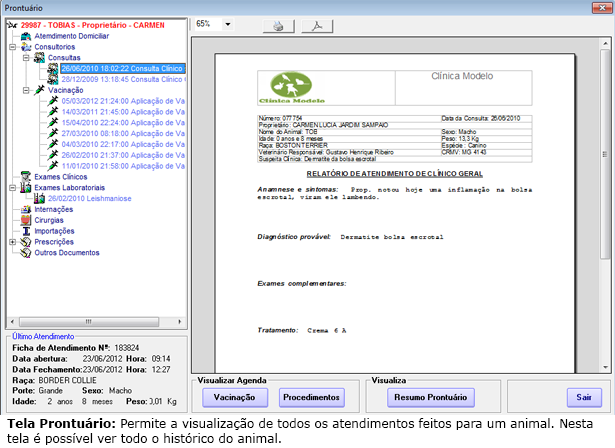 Prontuário
29987 - TOBIAS - Proprietário - CARMEN
Atendimento Domiciliar
Consultorios
Consultas
26/06/2010 18:02:22 Consulta Clínico
28/12/2009 13:18:45 Consulta Clínico
Vacinação
05/03/2012 21:24:00 Aplicação de Va
14/03/2011 21:45:00 Aplicação de Va
15/04/2010 22:24:00 Aplicação de Va
27/03/2010 08:18:00 Aplicação de Va
04/03/2010 22:17:00 Aplicação de Va
26/02/2010 21:37:00 Aplicação de Va
11/01/2010 21:58:00 Aplicação de Va
Exames Clínicos
Exames Laboratoriais
26/02/2010 Leishmaniose
Internações
Cirurgias
Importações
Prescrições
Outros Documentos
Último Atendimento
Ficha de Atendimento Nº: 183824
Data abertura: 23/06/2012 Hora: 09:14
Data Fechamento: 23/06/2012 Hora: 12:27
Raça: BORDER COLLIE
Porte: Grande Sexo: Macho
Idade: 2 anos 8 meses Peso: 3,01 Kg
65%
Clínica Modelo
Clínica Modelo
Número: 077754 Data da Consulta: 26/06/2010
Proprietário: CARMEN LUCIA JARDIM SAMPAIO
Nome do Animal: TOB Sexo: Macho
Idade: 0 anos e 8 meses Peso: 13,3 Kg
Raça: BOSTON TERRIER Espécie: Canino
Veterinário Responsável: Gustavo Henrique Ribeiro CRMV: MG 4143
Suspeita Clínica: Dermatite da bolsa escrotal
RELATÓRIO DE ATENDIMENTO DE CLÍNICO GERAL
Anamnese e sintomas: Prop. notou hoje uma inflamação na bolsa
escrotal, viram ele lambendo.
Diagnóstico provável: Dermatite bolsa escrotal
Exames complementares:
Tratamento: Crema 6 A
Visualizar Agenda
Vacinação
Procedimentos
Visualiza
Resumo Prontuário
Sair
Tela Prontuário: Permite a visualização de todos os atendimentos feitos para um animal. Nesta
tela é possível ver todo o histórico do animal.